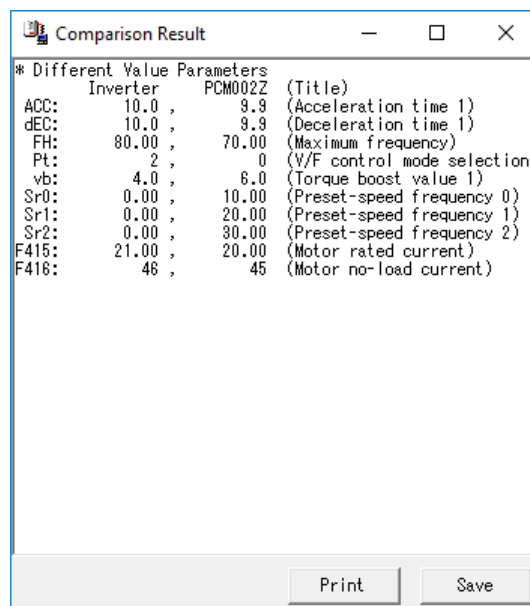 Comparison Result
* Different Value Parameters
Inverter PCM002Z (Title)
ACC: 10.0 , 9.9 (Acceleration time 1)
dEC: 10.0 , 9.9 (Deceleration time 1)
FH: 80.00 , 70.00 (Maximum frequency)
Pt: 2 , 0 (V/F control mode selection
vb: 4.0 , 6.0 (Torque boost value 1)
Sr0: 0.00 , 10.00 (Preset-speed frequency 0)
Sr1: 0.00 , 20.00 (Preset-speed frequency 1)
Sr2: 0.00 , 30.00 (Preset-speed frequency 2)
F415: 21.00 , 20.00 (Motor rated current)
F416: 46 , 45 (Motor no-load current)
Print Save